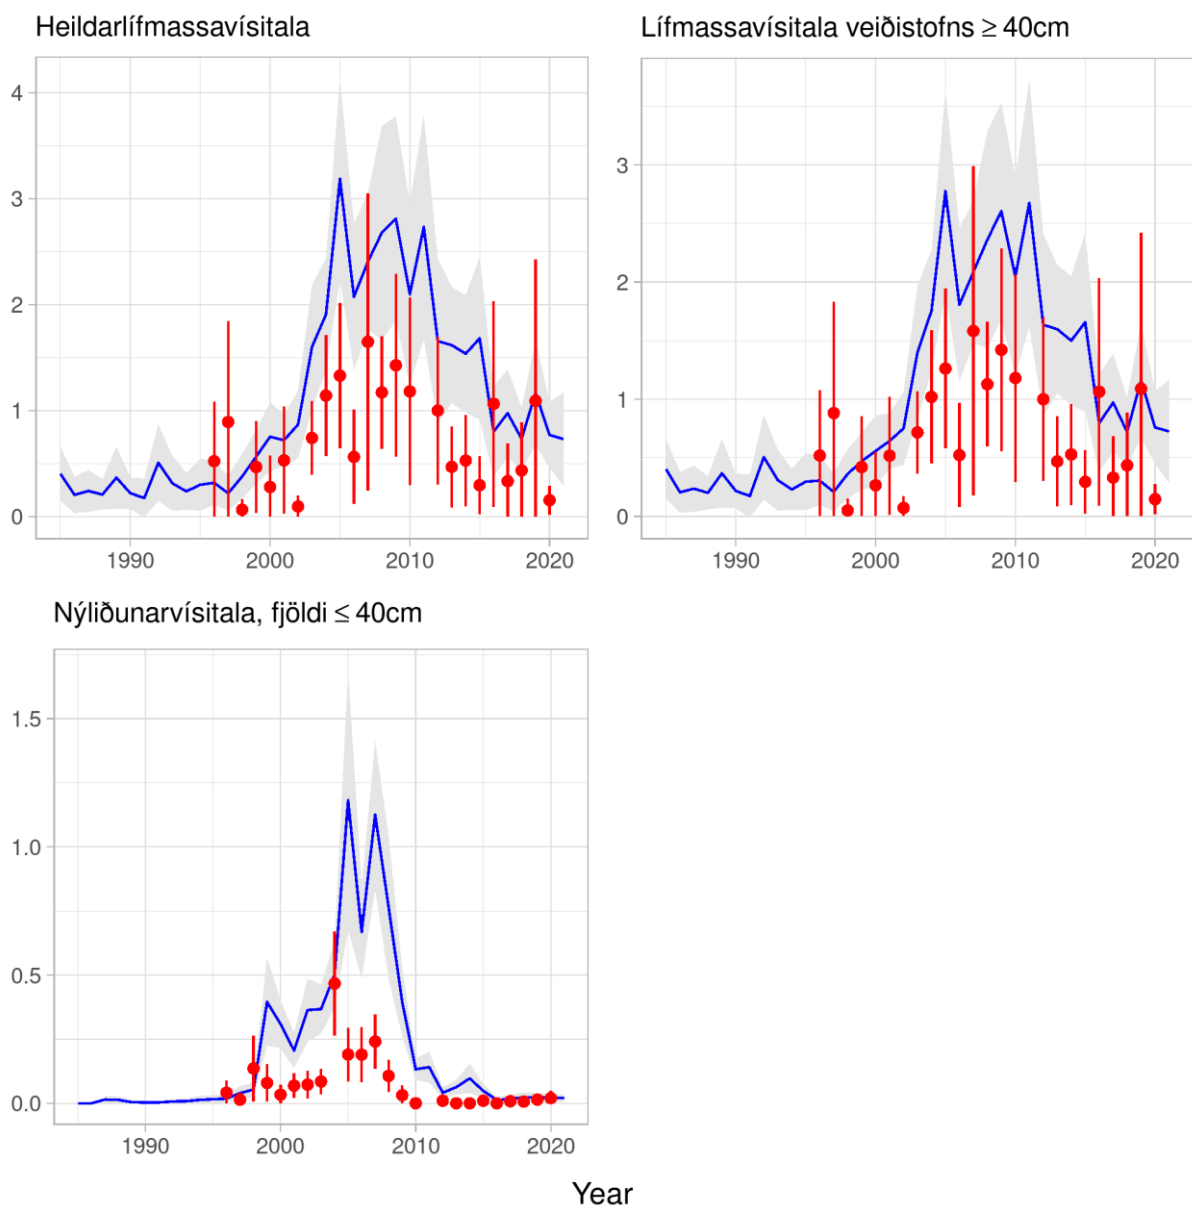 Heildarlífmassavísitala
4
3
2
1
0
1990 2000 2010 2020
Lífmassavísitala veiðistofns ≥ 40cm
3
2
1
0
1990 2000 2010 2020
Nýliðunarvísitala, fjöldi ≤ 40cm
1.5
1.0
0.5
0.0
1990 2000 2010 2020
Year